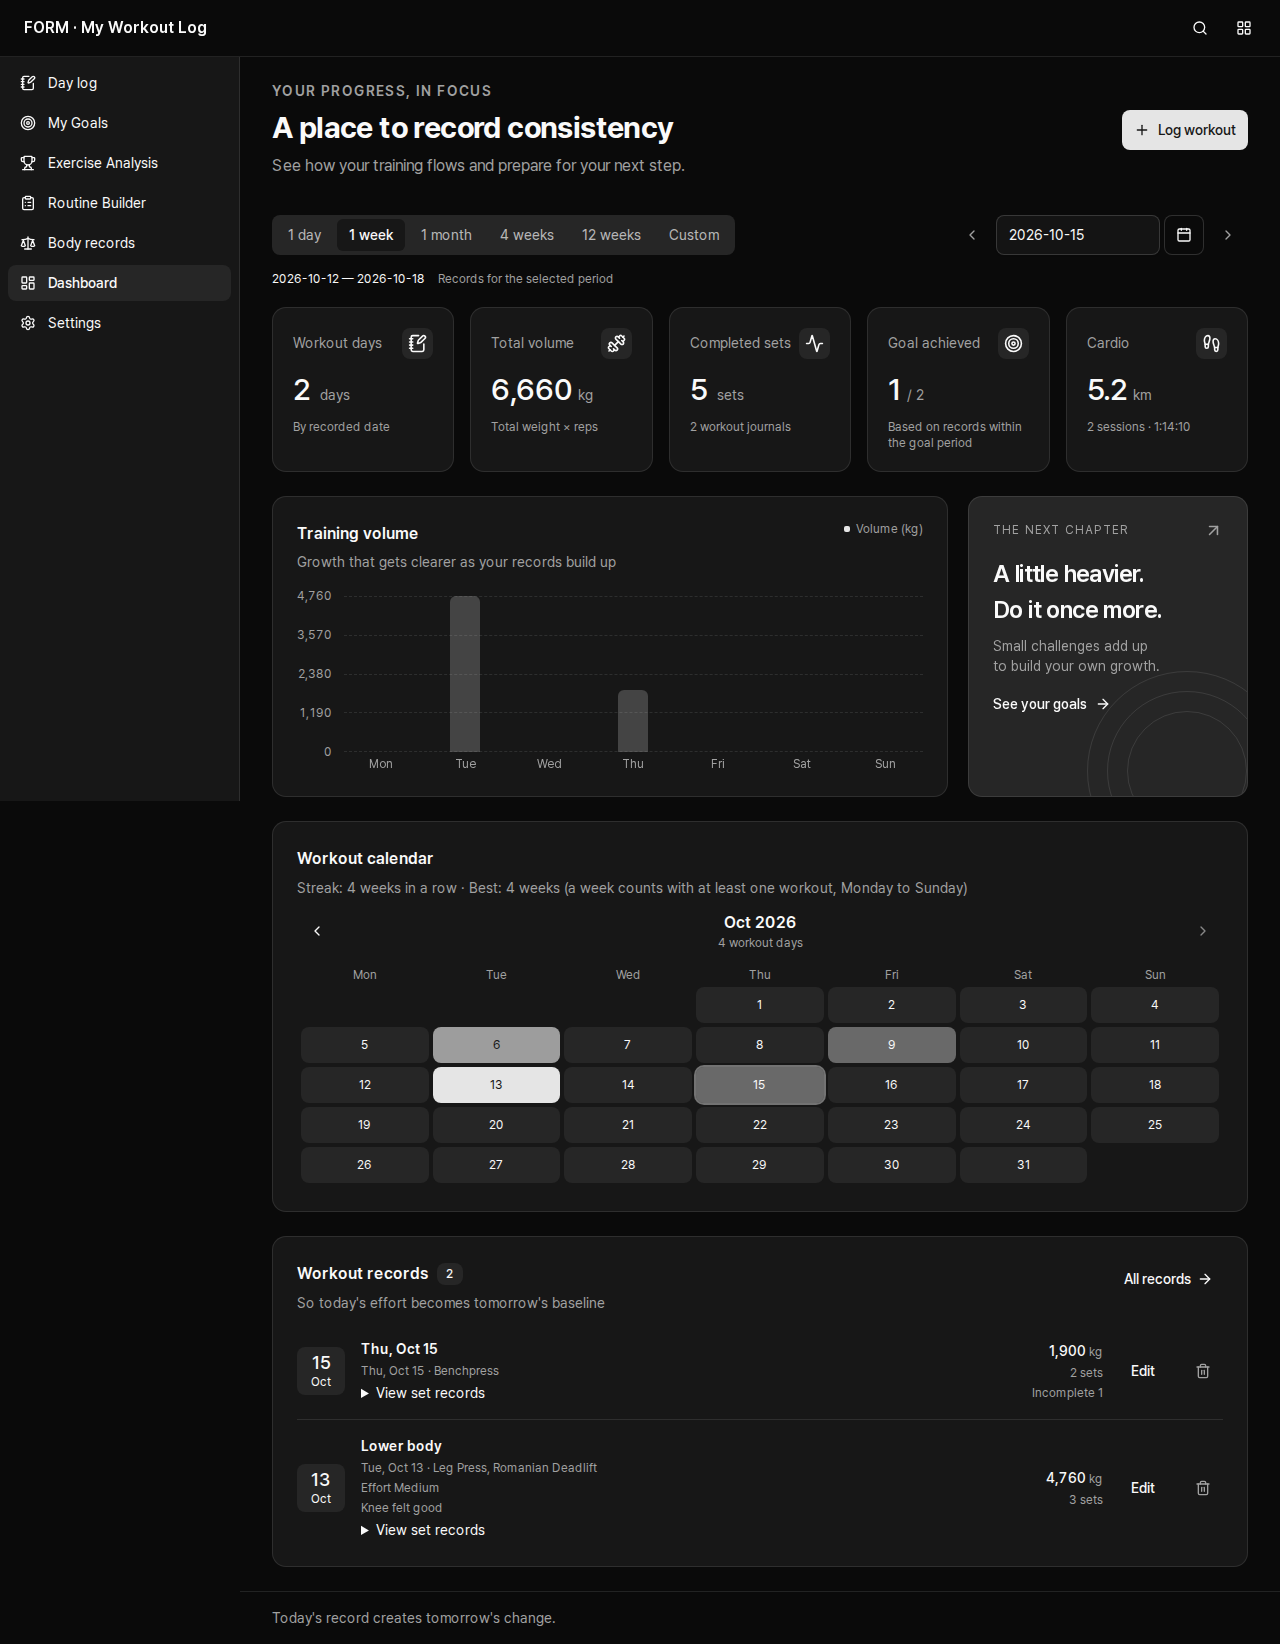 FORM · My Workout Log
Day log
My Goals
Exercise Analysis
Routine Builder
Body records
Dashboard
Settings
YOUR PROGRESS, IN FOCUS
A place to record consistency
See how your training flows and prepare for your next step.
Log workout
1 day 1 week 1 month 4 weeks 12 weeks Custom
2026-10-15
2026-10-12 — 2026-10-18 Records for the selected period
Workout days
2 days
By recorded date
Total volume
6,660 kg
Total weight × reps
Completed sets
5 sets
2 workout journals
Goal achieved
1 / 2
Based on records within
the goal period
Cardio
5.2 km
2 sessions · 1:14:10
Training volume
Volume (kg)
Growth that gets clearer as your records build up
4,760
3,570
2,380
1,190
0
Mon Tue Wed Thu Fri Sat Sun
THE NEXT CHAPTER
A little heavier.
Do it once more.
Small challenges add up
to build your own growth.
See your goals
Workout calendar
Streak: 4 weeks in a row · Best: 4 weeks (a week counts with at least one workout, Monday to Sunday)
Oct 2026
4 workout days
Mon Tue Wed Thu Fri Sat Sun
1 2 3 4
5 6 7 8 9 10 11
12 13 14 15 16 17 18
19 20 21 22 23 24 25
26 27 28 29 30 31
Workout records 2
All records
So today's effort becomes tomorrow's baseline
15
Oct
Thu, Oct 15
Thu, Oct 15 · Benchpress
View set records
1,900 kg
2 sets
Incomplete 1
Edit
13
Oct
Lower body
Tue, Oct 13 · Leg Press, Romanian Deadlift
Effort Medium
Knee felt good
View set records
4,760 kg
3 sets
Edit
Today's record creates tomorrow's change.